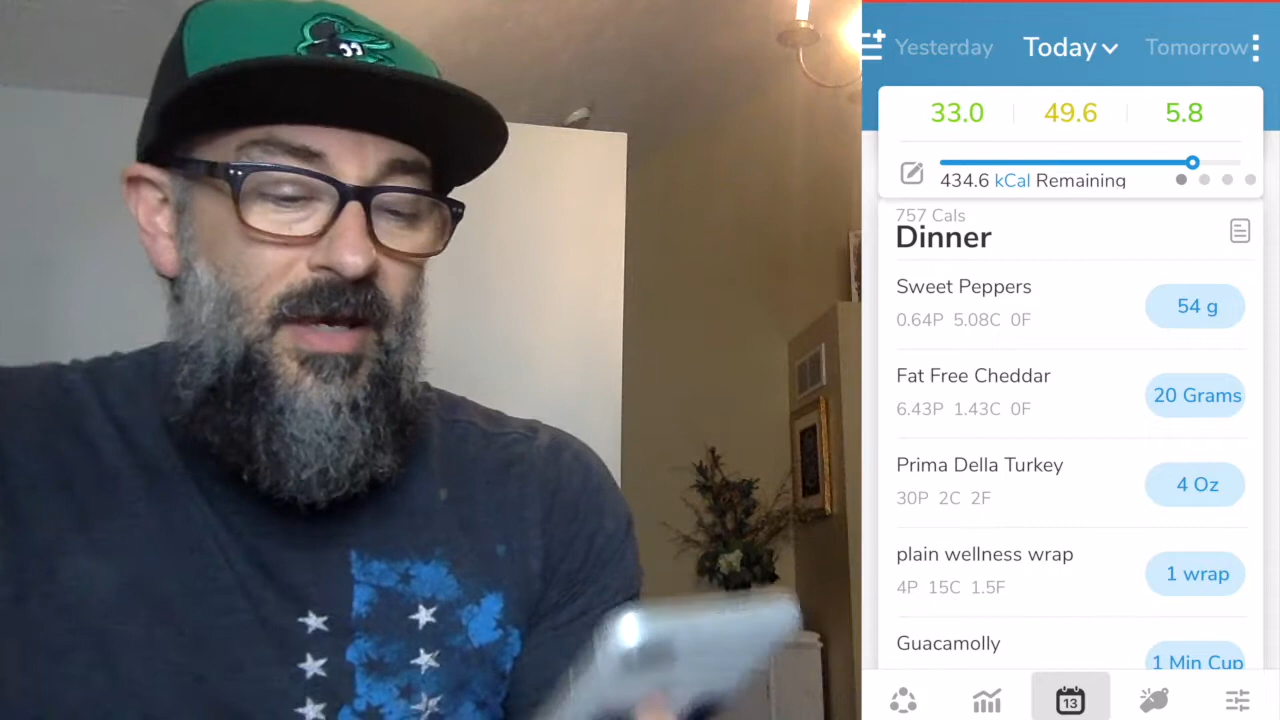 Yesterday Today Tomorrow
33.0 49.6 5.8
434.6 kCal Remaining
757 Cals
Dinner
Sweet Peppers
54 g
0.64P 5.08C 0F
Fat Free Cheddar
20 Grams
6.43P 1.43C 0F
Prima Della Turkey
4 Oz
30P 2C 2F
plain wellness wrap
1 wrap
4P 15C 1.5F
Guacamolly
1 Min Cup
13